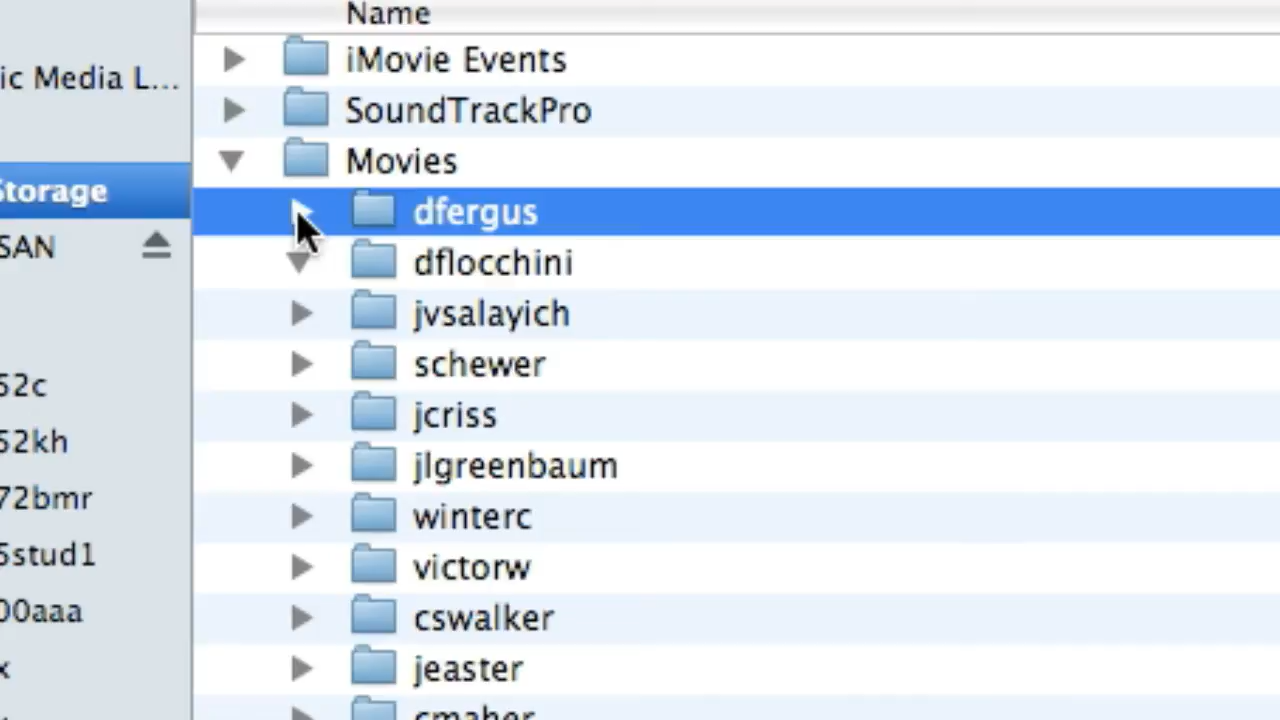 Name
ic Media L...
iMovie Events
SoundTrackPro
Movies
Storage
dfergus
SAN
dflocchini
jvsalayich
schewer
52c
jcriss
52kh
jlgreenbaum
72bmr
winterc
5stud1
victorw
00aaa
cswalker
x
jeaster
cmaher